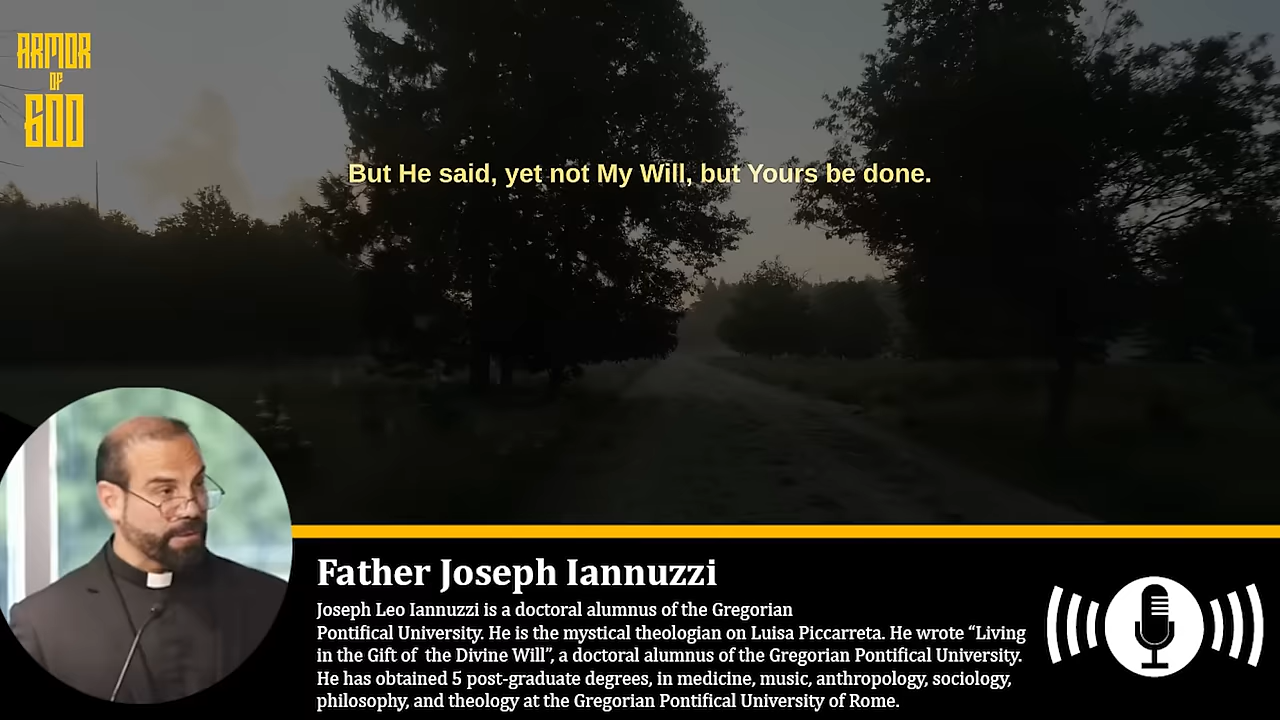 ARMOR
OF
GOD
But He said, yet not My Will, but Yours be done.
Father Joseph Iannuzzi
Joseph Leo Iannuzzi is a doctoral alumnus of the Gregorian
Pontifical University. He is the mystical theologian on Luisa Piccarreta. He wrote “Living
in the Gift of the Divine Will”, a doctoral alumnus of the Gregorian Pontifical University.
He has obtained 5 post-graduate degrees, in medicine, music, anthropology, sociology,
philosophy, and theology at the Gregorian Pontifical University of Rome.